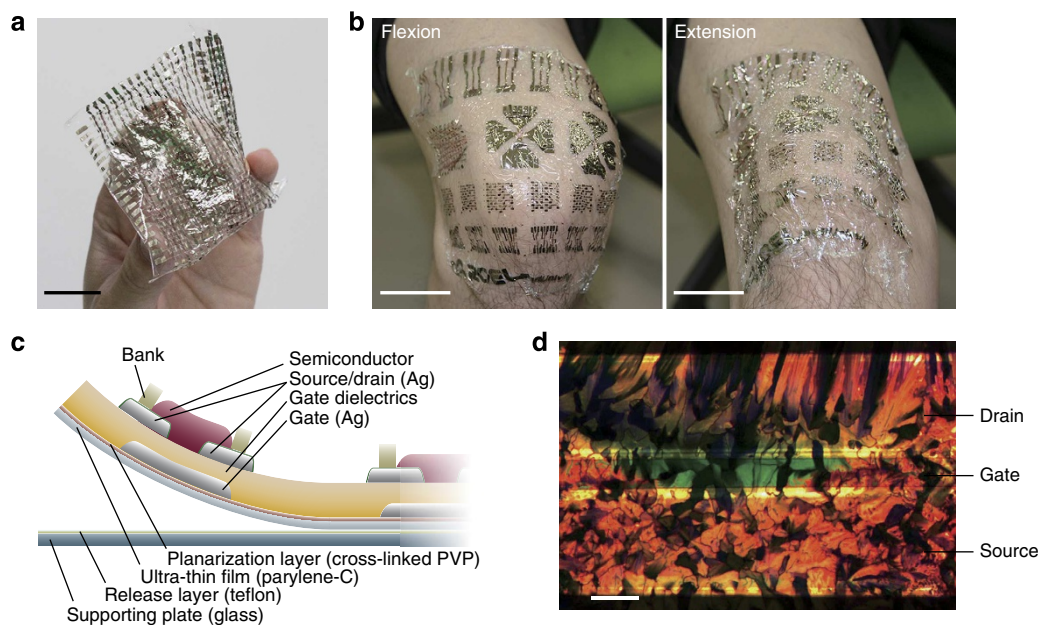 a
b
Flexion
Extension
c
Bank
Semiconductor
Source/drain (Ag)
Gate dielectrics
Gate (Ag)
Planarization layer (cross-linked PVP)
Ultra-thin film (parylene-C)
Release layer (teflon)
Supporting plate (glass)
d
Drain
Gate
Source